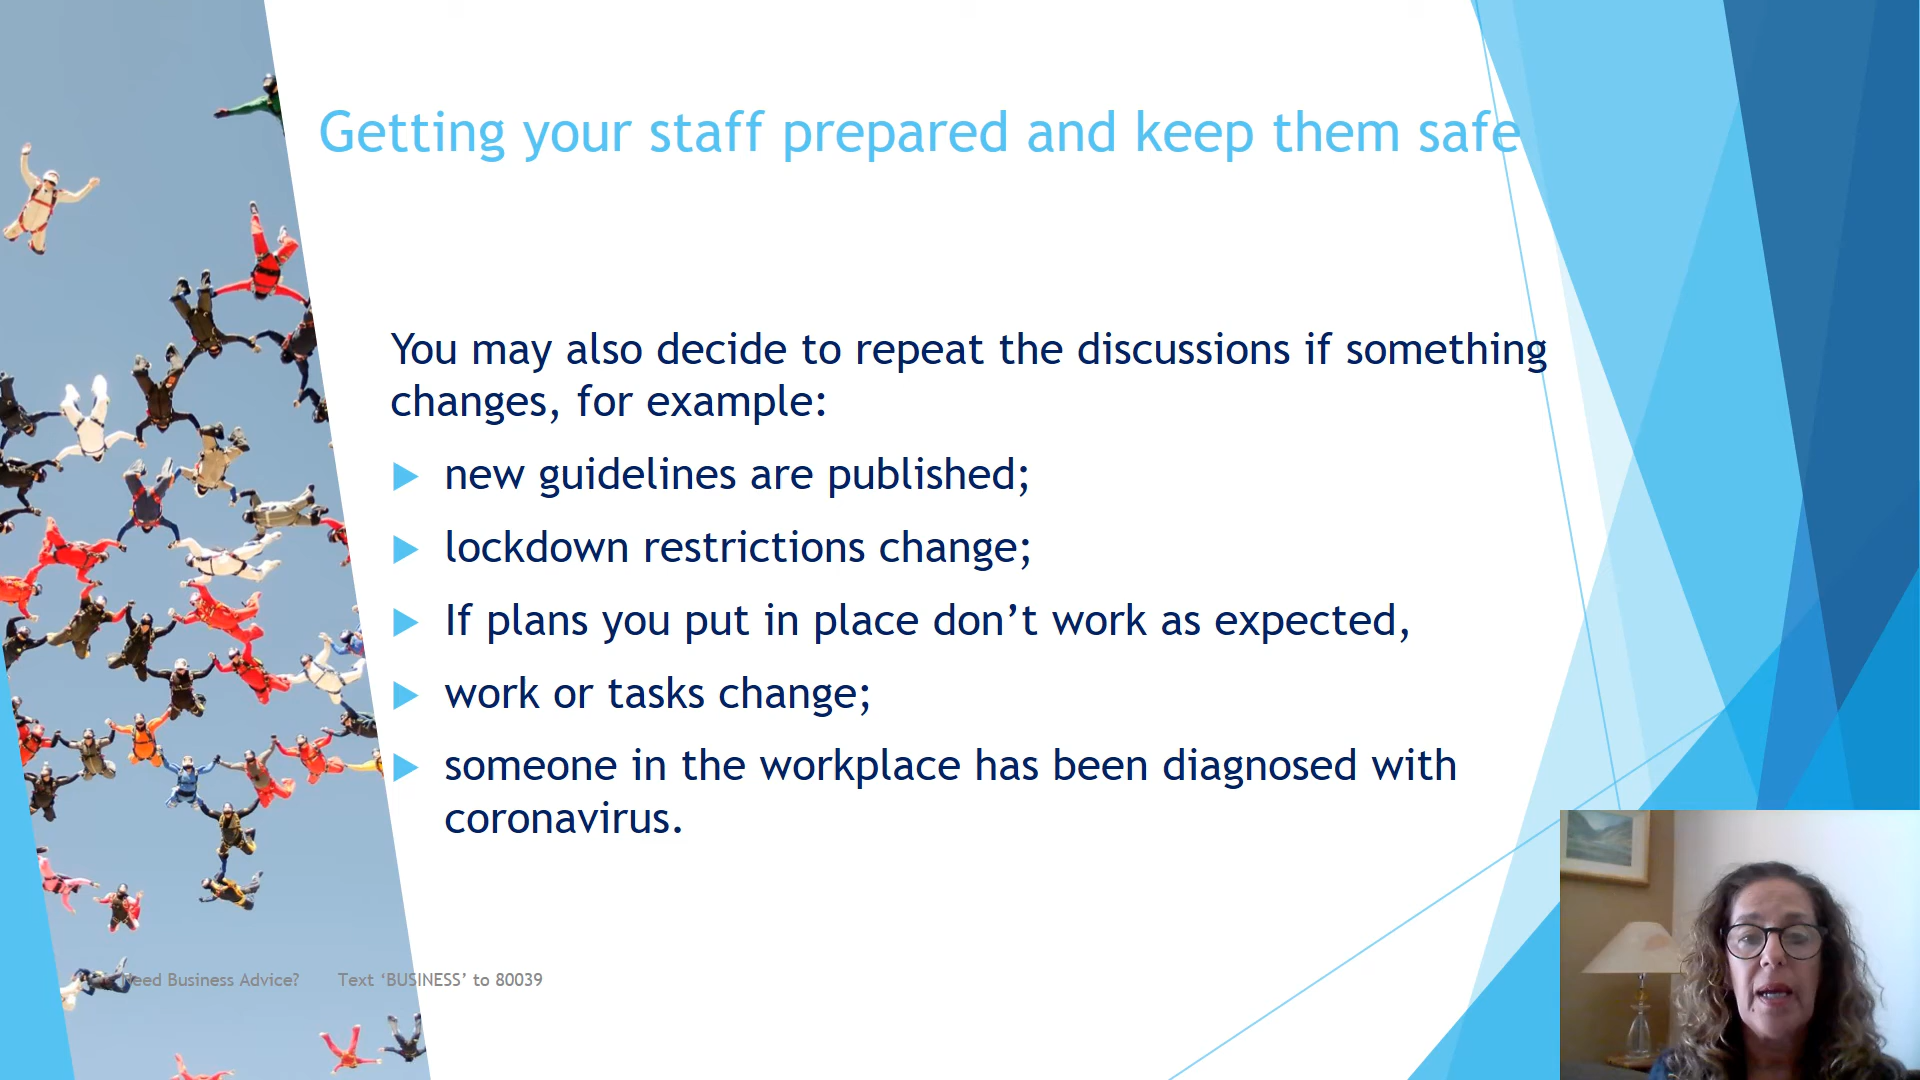 Getting your staff prepared and keep them safe
You may also decide to repeat the discussions if something
changes, for example:
new guidelines are published;
lockdown restrictions change;
If plans you put in place don’t work as expected,
work or tasks change;
someone in the workplace has been diagnosed with
coronavirus.
Need Business Advice? Text ‘BUSINESS’ to 80039